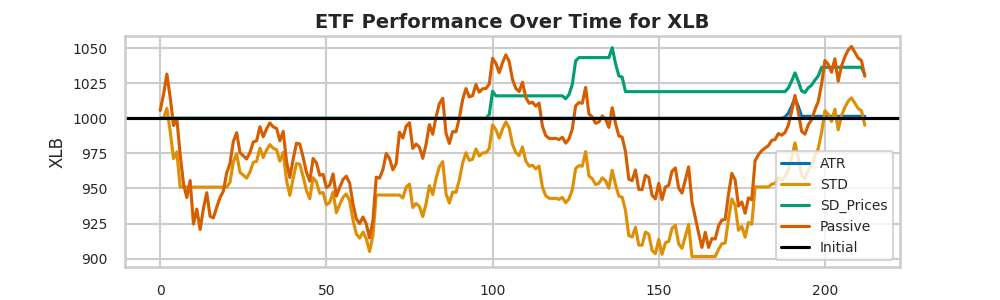 ETF Performance Over Time for XLB
XLB
1050
1025
1000
975
950
925
900
0 50 100 150 200
ATR
STD
SD_Prices
Passive
Initial